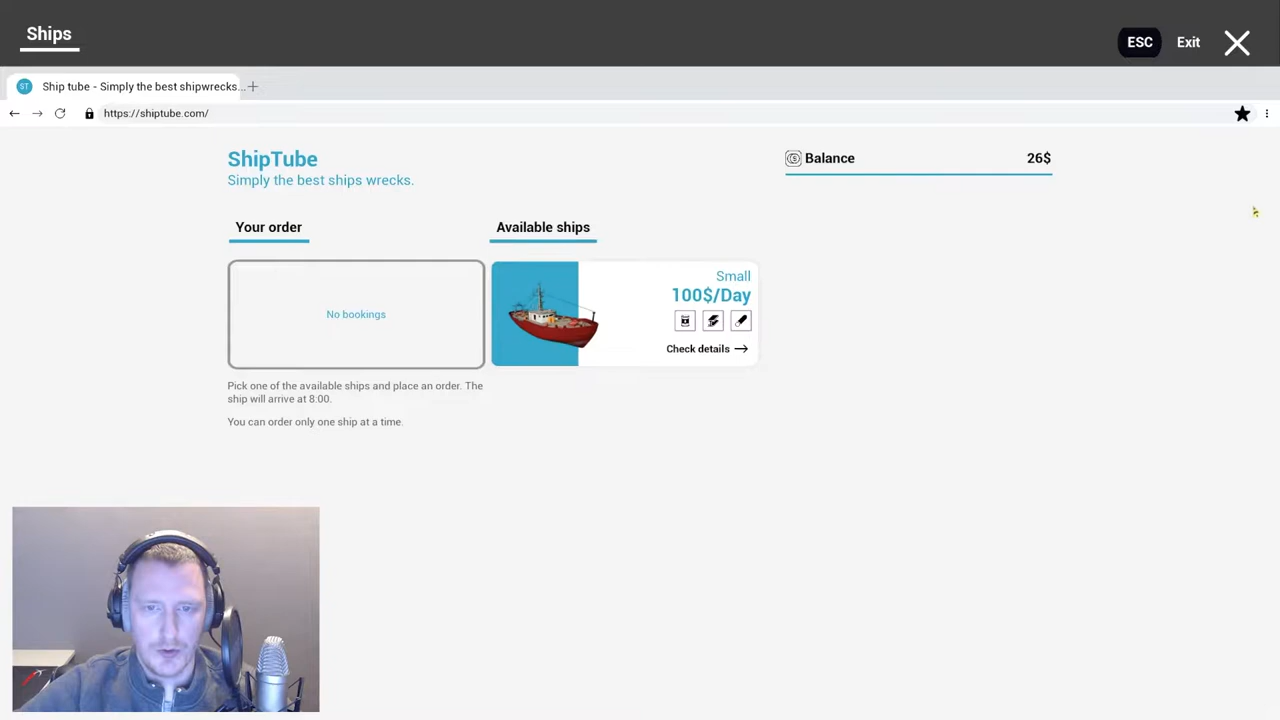 Ships
ESC Exit
Ship tube - Simply the best shipwrecks...
https://shiptube.com/
ShipTube
Simply the best ships wrecks.
Balance 26$
Your order
Available ships
No bookings
Small
100$/Day
Check details
Pick one of the available ships and place an order. The
ship will arrive at 8:00.
You can order only one ship at a time.